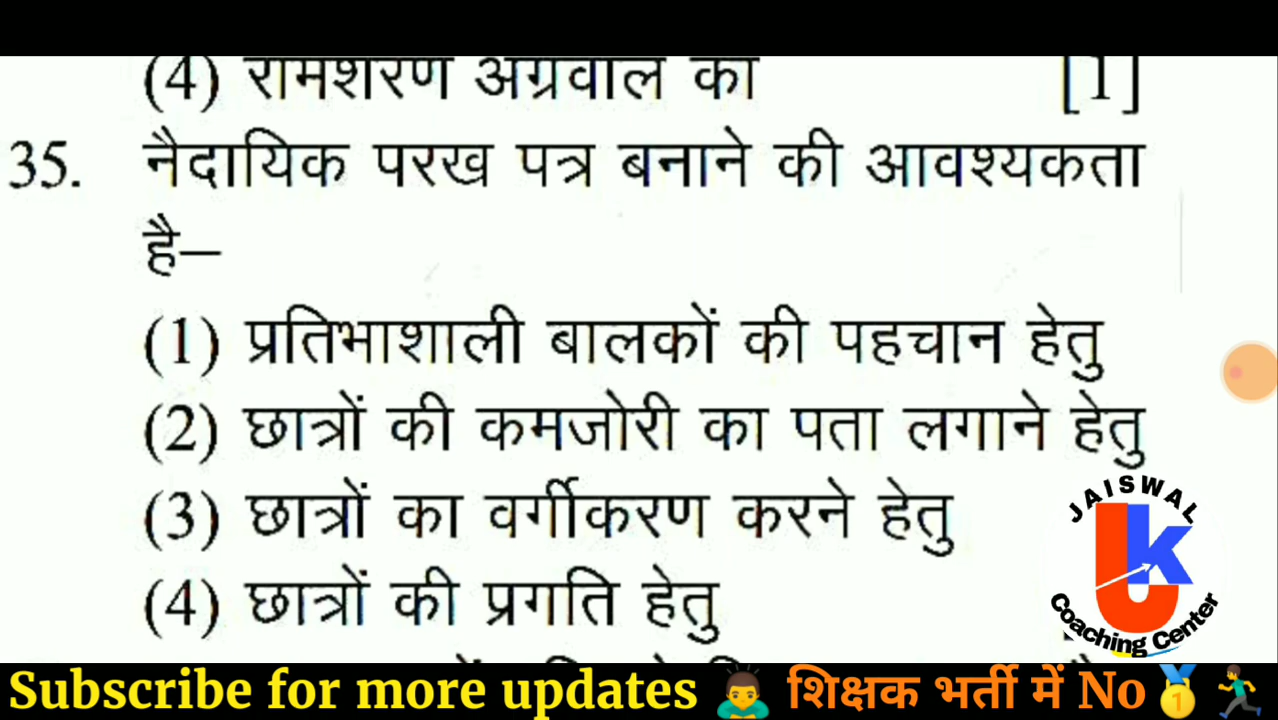 (4) रामशरण अग्रवाल का [1]
35. नैदायिक परख पत्र बनाने की आवश्यकता
है–
(1) प्रतिभाशाली बालकों की पहचान हेतु
(2) छात्रों की कमजोरी का पता लगाने हेतु
(3) छात्रों का वर्गीकरण करने हेतु
(4) छात्रों की प्रगति हेतु
JAISWAL
UK
Coaching Center
Subscribe for more updates 🙇‍♂️ शिक्षक भर्ती में No🥇🏃‍♂️